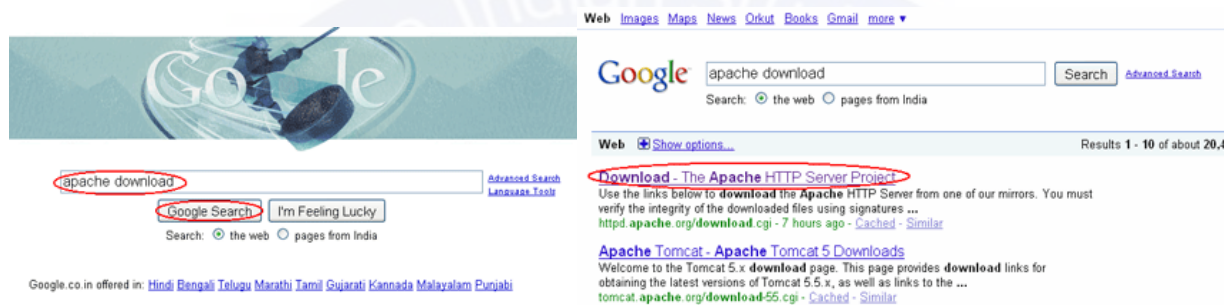 Google
apache download
Advanced Search
Language Tools
Google Search
I'm Feeling Lucky
Search: the web pages from India
Google.co.in offered in: Hindi Bengali Telugu Marathi Tamil Gujarati Kannada Malayalam Punjabi
Web Images Maps News Orkut Books Gmail more ▼
Google
apache download
Search
Advanced Search
Search: the web pages from India
Web Show options...
Results 1 - 10 of about 20,4
Download - The Apache HTTP Server Project
Use the links below to download the Apache HTTP Server from one of our mirrors. You must
verify the integrity of the downloaded files using signatures ...
httpd.apache.org/download.cgi - 7 hours ago - Cached - Similar
Apache Tomcat - Apache Tomcat 5 Downloads
Welcome to the Tomcat 5.x download page. This page provides download links for
obtaining the latest versions of Tomcat 5.5.x, as well as links to the ...
tomcat.apache.org/download-55.cgi - Cached - Similar